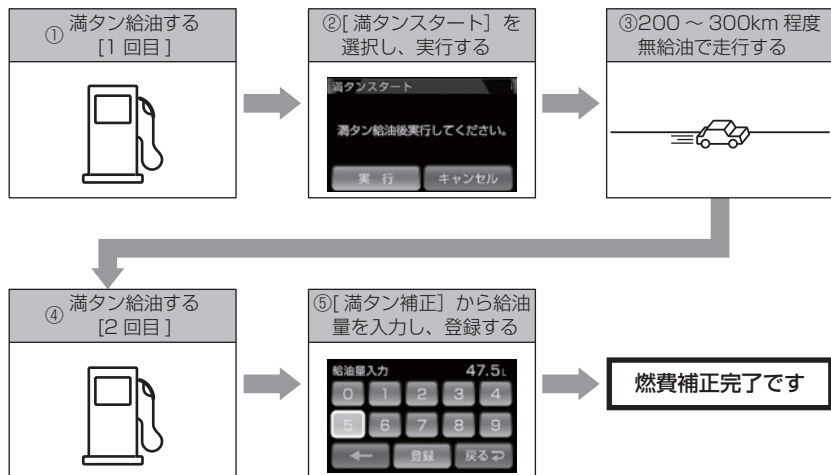 ① 満タン給油する
[1 回目]
②[ 満タンスタート］を
選択し、実行する
満タンスタート
満タン給油後実行してください。
実 行
キャンセル
③200 ～ 300km 程度
無給油で走行する
④ 満タン給油する
[2 回目]
⑤[ 満タン補正］から給油
量を入力し、登録する
給油量入力 47.5L
0 1 2 3 4
5 6 7 8 9
← 登録 戻る
燃費補正完了です